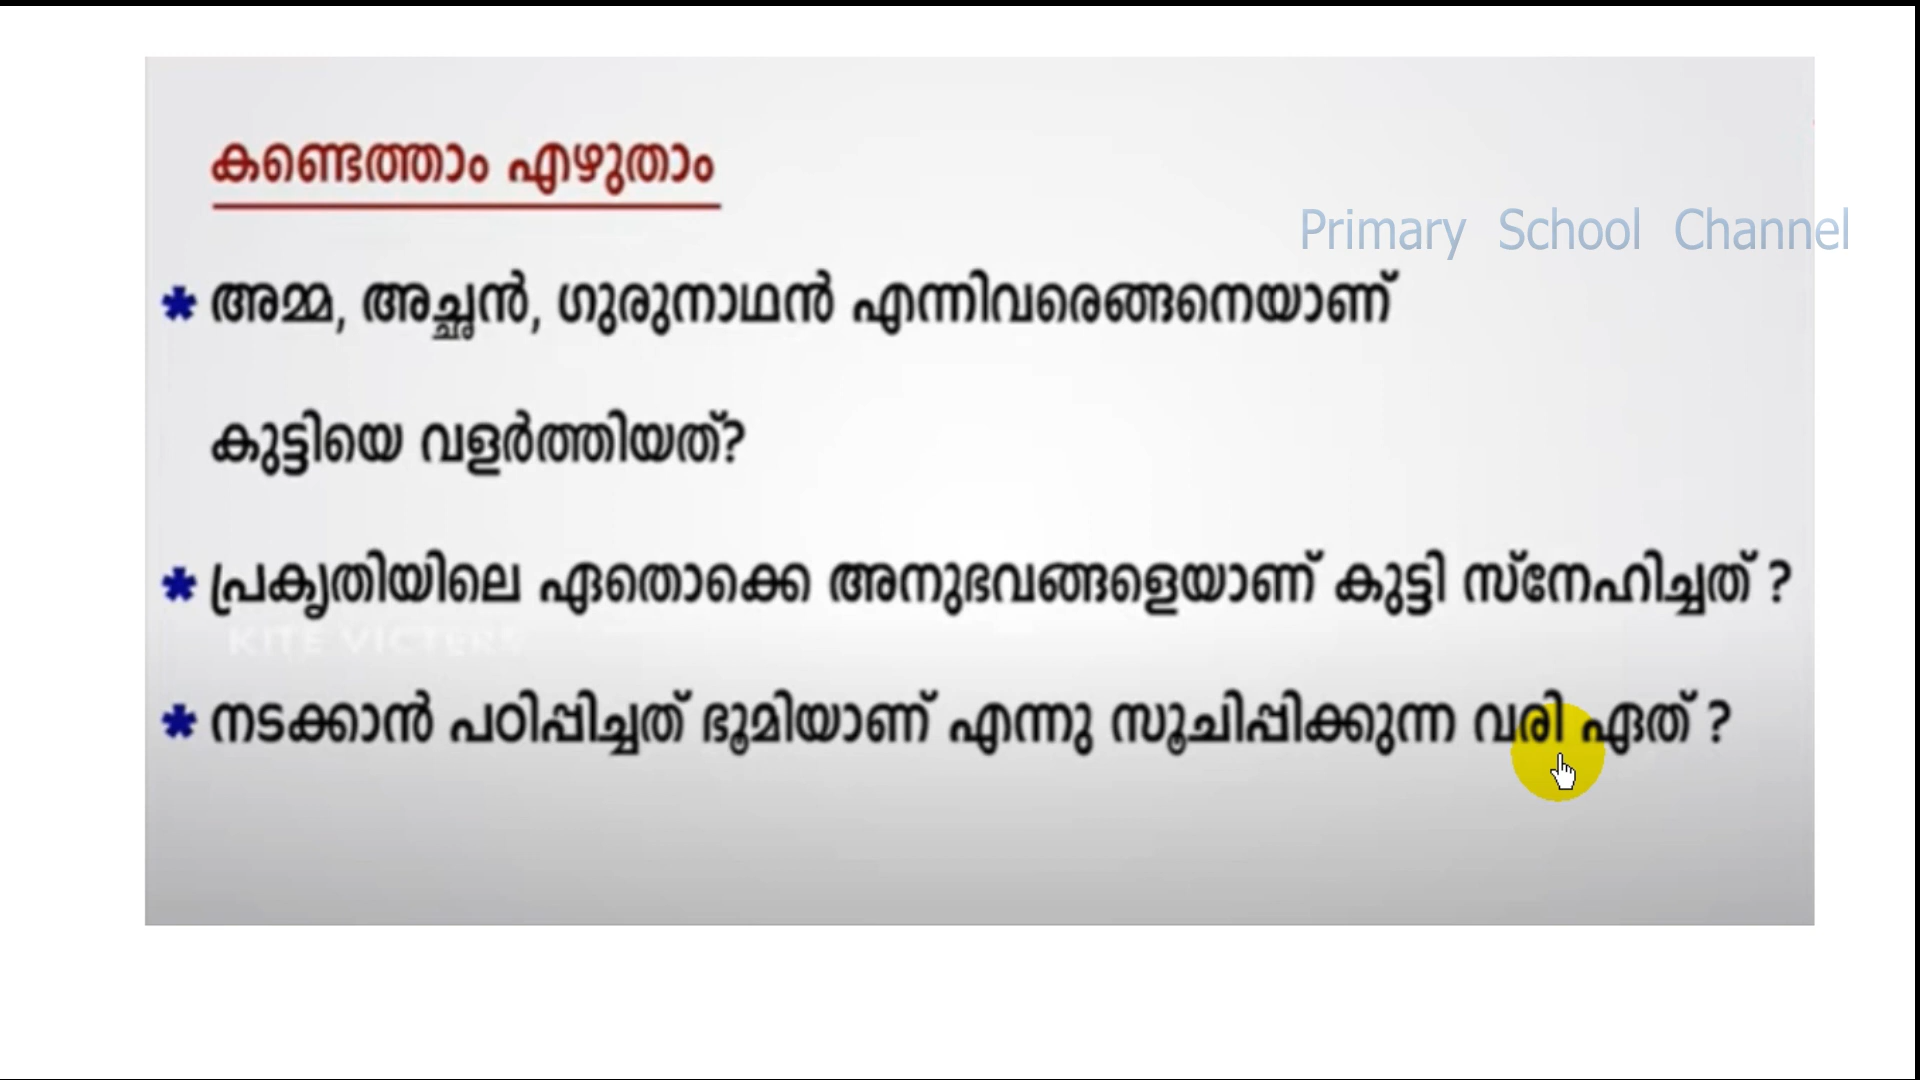 കണ്ടെത്താം എഴുതാം
Primary School Channel
* അമ്മ, അച്ഛൻ, ഗുരുനാഥൻ എന്നിവരെങ്ങനെയാണ്
കുട്ടിയെ വളർത്തിയത്?
* പ്രകൃതിയിലെ ഏതൊക്കെ അനുഭവങ്ങളെയാണ് കുട്ടി സ്നേഹിച്ചത് ?
KITE VICTERS
* നടക്കാൻ പഠിപ്പിച്ചത് ഭൂമിയാണ് എന്നു സൂചിപ്പിക്കുന്ന വരി ഏത് ?